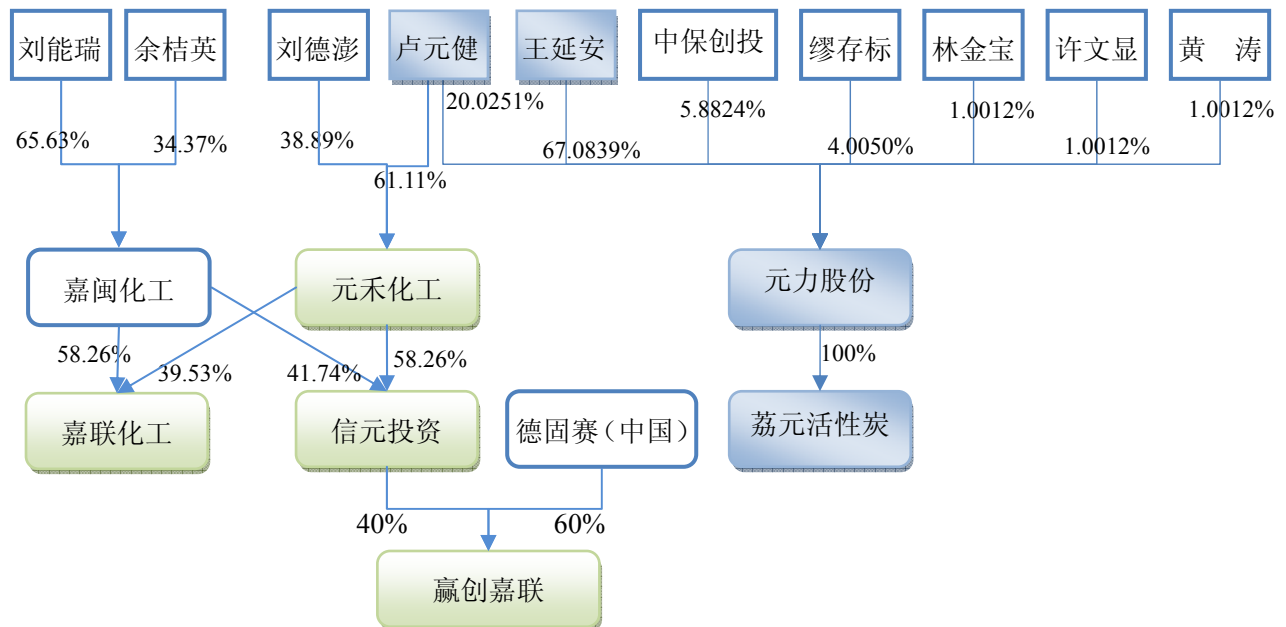 刘能瑞
余桔英
刘德澎
卢元健
王延安
中保创投
缪存标
林金宝
许文显
黄 涛
65.63%
34.37%
38.89%
61.11%
20.0251%
67.0839%
5.8824%
4.0050%
1.0012%
1.0012%
1.0012%
嘉闽化工
元禾化工
元力股份
58.26%
39.53%
41.74%
58.26%
100%
嘉联化工
信元投资
德固赛（中国）
荔元活性炭
40%
60%
赢创嘉联